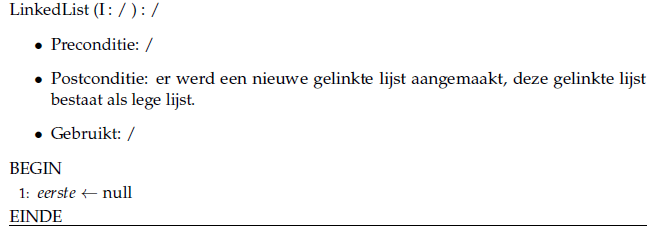 LinkedList (I : / ) : /
• Preconditie: /
• Postconditie: er werd een nieuwe gelinkte lijst aangemaakt, deze gelinkte lijst
bestaat als lege lijst.
• Gebruikt: /
BEGIN
1: eerste ← null
EINDE